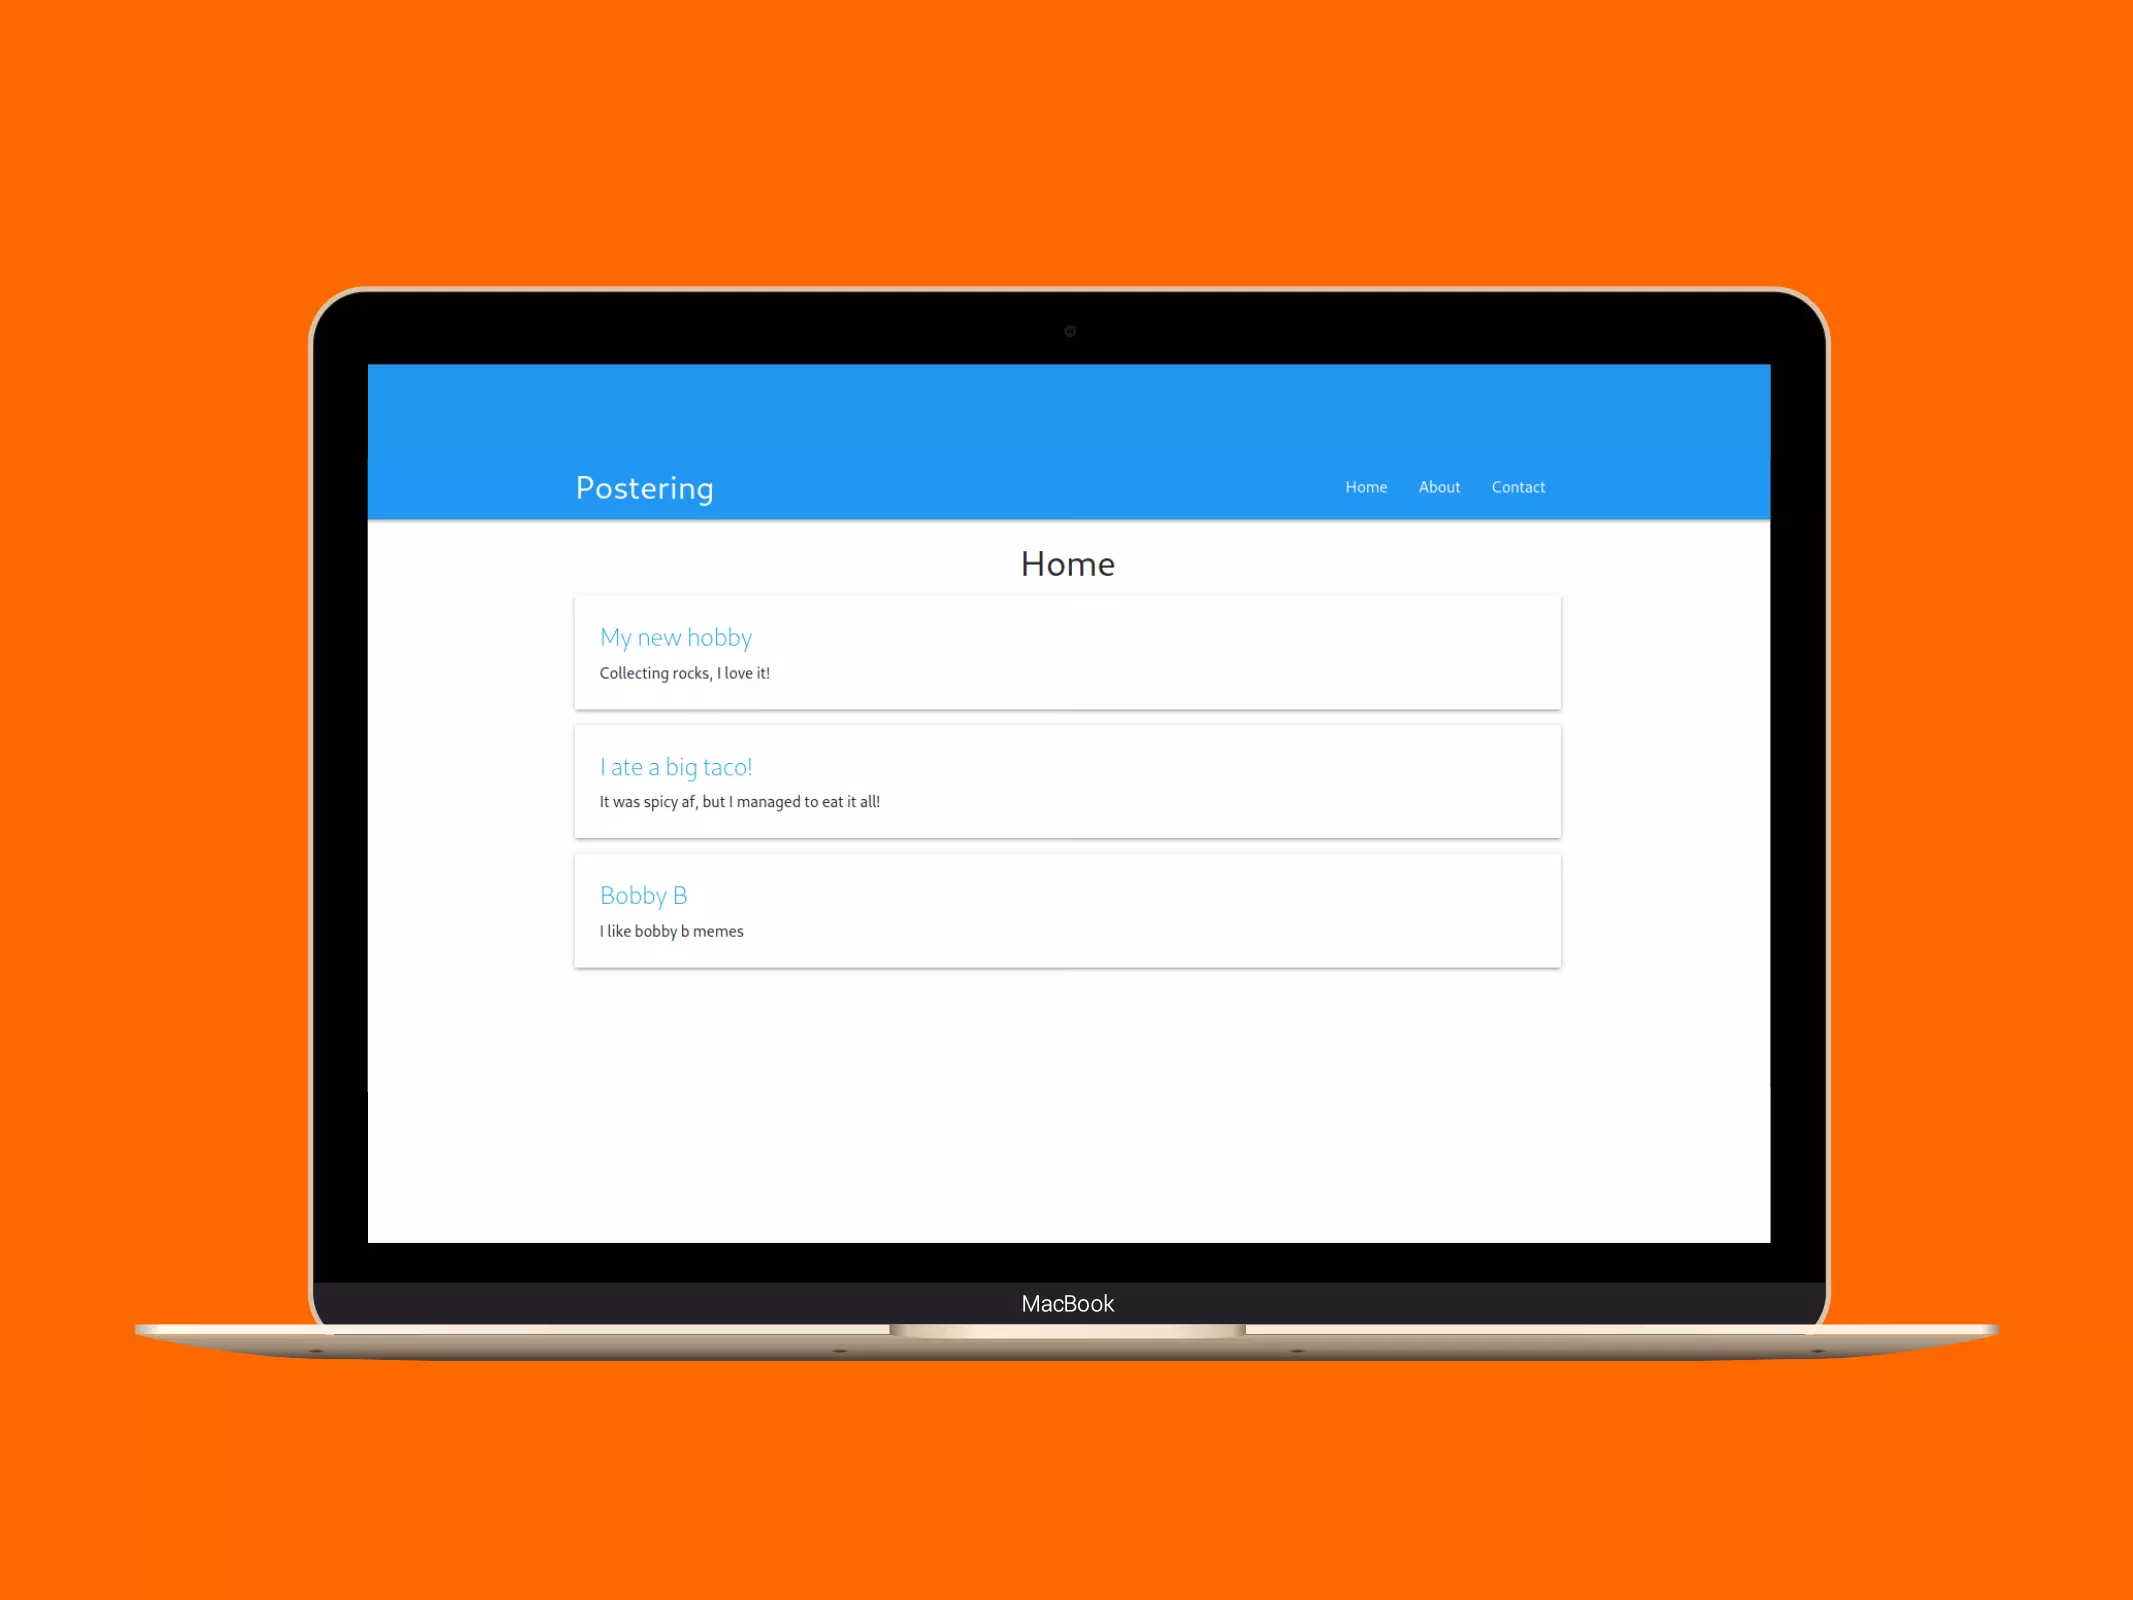 Postering
Home About Contact
Home
My new hobby
Collecting rocks, I love it!
I ate a big taco!
It was spicy af, but I managed to eat it all!
Bobby B
I like bobby b memes
MacBook